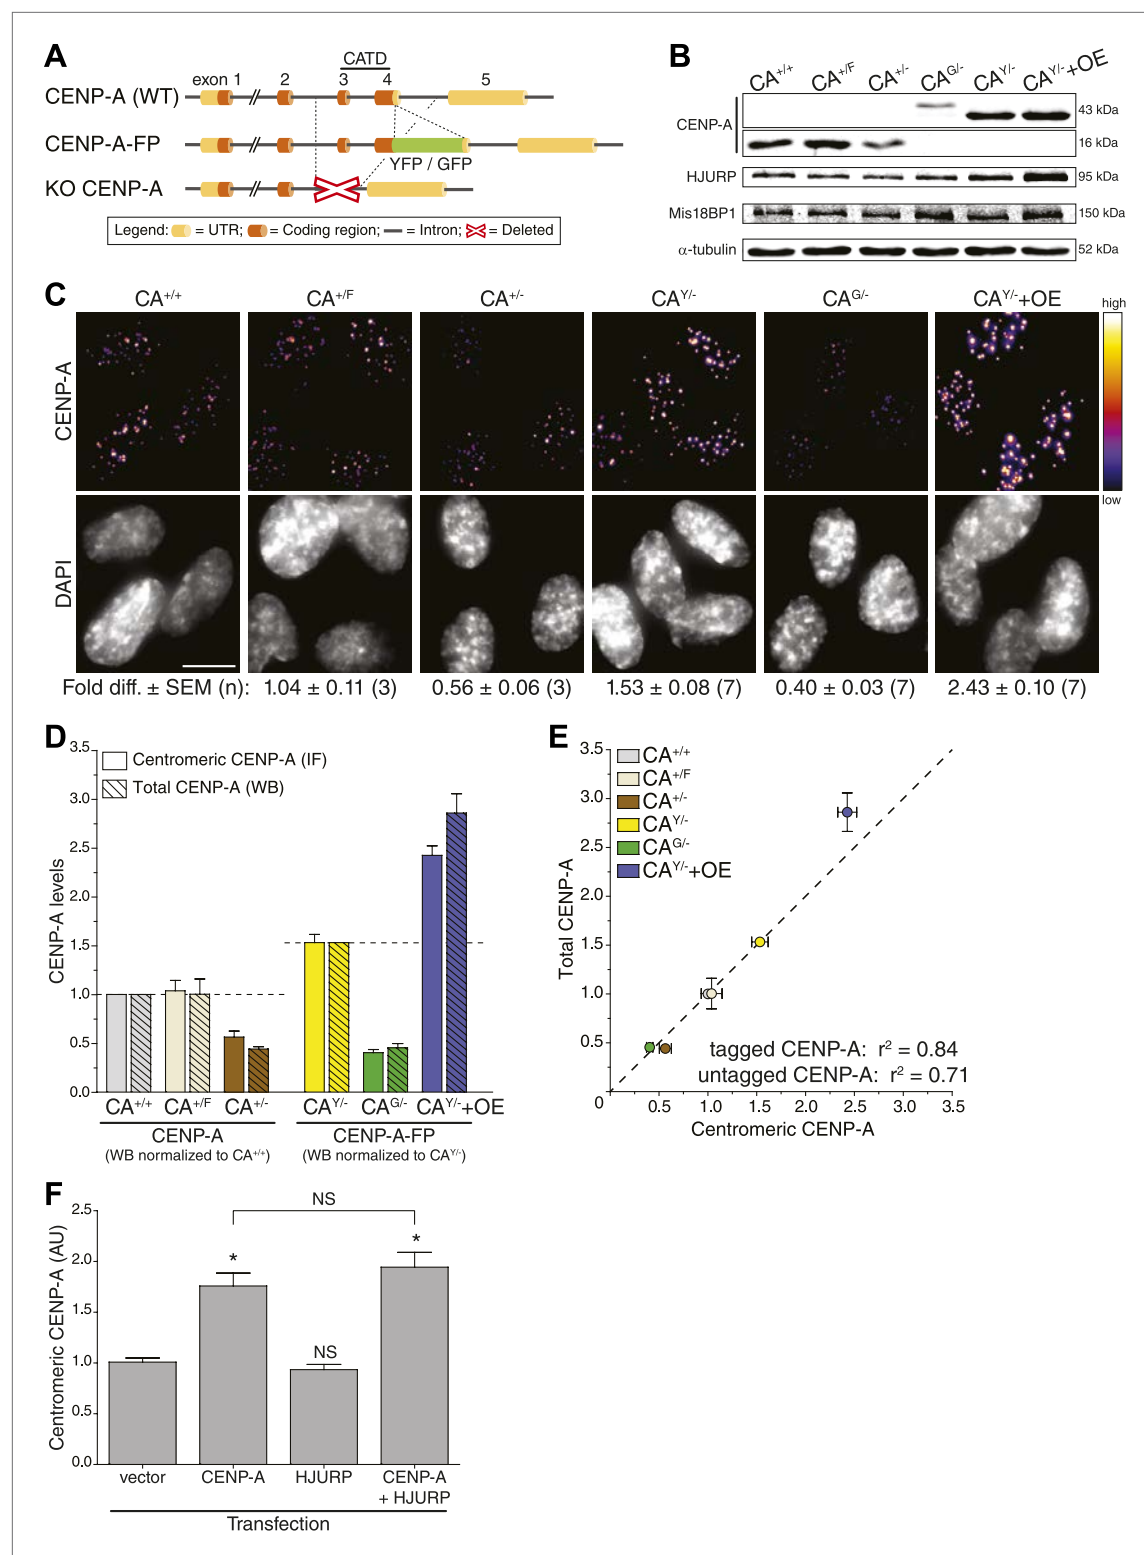 A
CATD
exon 1 2 3 4 5
CENP-A (WT)
CENP-A-FP
YFP / GFP
KO CENP-A
Legend: = UTR; = Coding region; = Intron; = Deleted
B
CA+/+ CA+/F CA+/- CAG/- CAY/- CAY/-+OE
CENP-A
43 kDa
16 kDa
HJURP 95 kDa
Mis18BP1 150 kDa
α-tubulin 52 kDa
C
CA+/+ CA+/F CA+/- CAY/- CAG/- CAY/-+OE
high
low
CENP-A
DAPI
Fold diff. ± SEM (n): 1.04 ± 0.11 (3) 0.56 ± 0.06 (3) 1.53 ± 0.08 (7) 0.40 ± 0.03 (7) 2.43 ± 0.10 (7)
D
CENP-A levels
3.5
3.0
2.5
2.0
1.5
1.0
0.5
0.0
Centromeric CENP-A (IF)
Total CENP-A (WB)
CA+/+ CA+/F CA+/- CAY/- CAG/- CAY/-+OE
CENP-A CENP-A-FP
(WB normalized to CA+/+) (WB normalized to CAY/-)
E
Total CENP-A
3.5
3.0
2.5
2.0
1.5
1.0
0.5
0
CA+/+
CA+/F
CA+/-
CAY/-
CAG/-
CAY/-+OE
tagged CENP-A: r2 = 0.84
untagged CENP-A: r2 = 0.71
0.5 1.0 1.5 2.0 2.5 3.0 3.5
Centromeric CENP-A
F
Centromeric CENP-A (AU)
2.5
2.0
1.5
1.0
0.5
0.0
NS
*
NS
*
vector CENP-A HJURP CENP-A
+ HJURP
Transfection